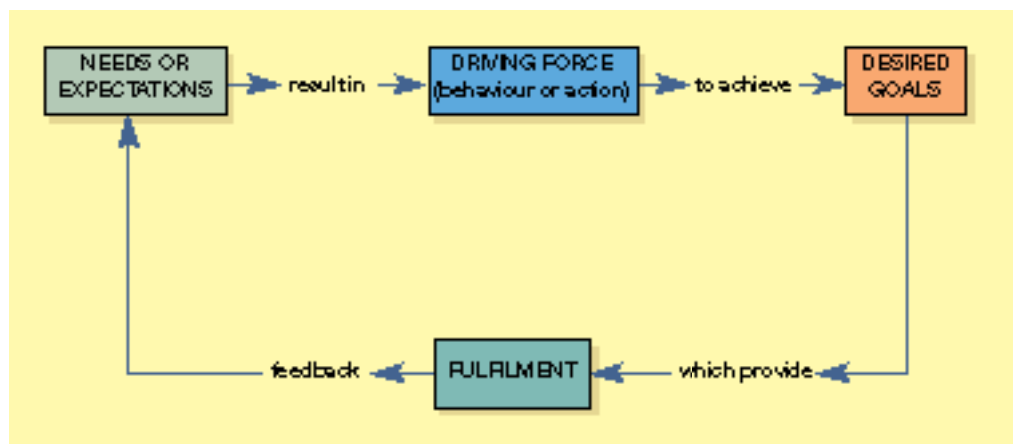 NEEDS OR
EXPECTATIONS
result in
DRIVING FORCE
(behaviour or action)
to achieve
DESIRED
GOALS
feedback
FULFILMENT
which provide